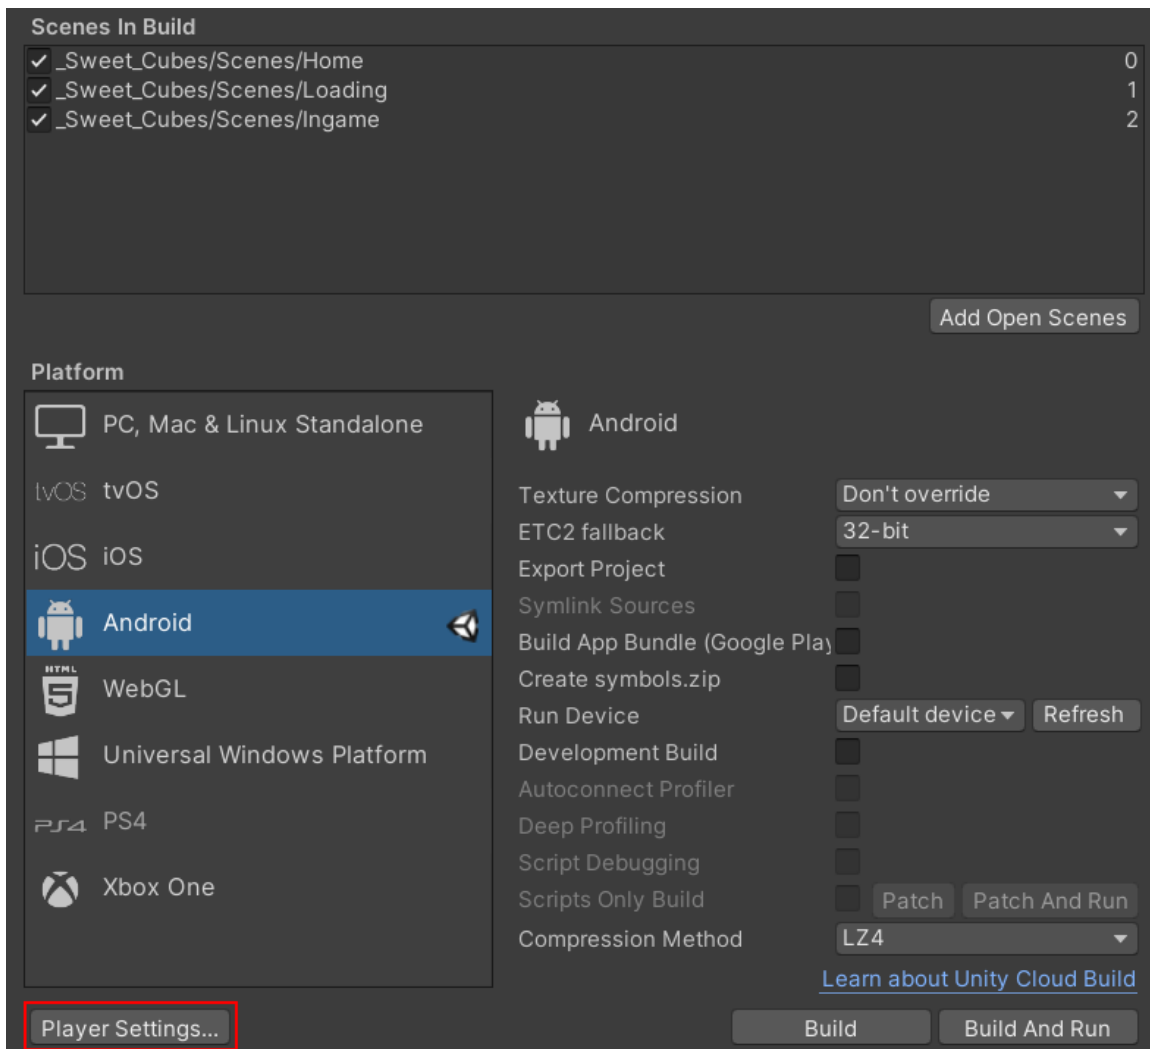 Scenes In Build
_Sweet_Cubes/Scenes/Home 0
_Sweet_Cubes/Scenes/Loading 1
_Sweet_Cubes/Scenes/Ingame 2
Add Open Scenes
Platform
PC, Mac & Linux Standalone
tvOS tvOS
iOS iOS
Android
HTML 5 WebGL
Universal Windows Platform
PS4 PS4
Xbox One
Android
Texture Compression Don't override
ETC2 fallback 32-bit
Export Project
Symlink Sources
Build App Bundle (Google Play
Create symbols.zip
Run Device Default device Refresh
Development Build
Autoconnect Profiler
Deep Profiling
Script Debugging
Scripts Only Build Patch Patch And Run
Compression Method LZ4
Learn about Unity Cloud Build
Player Settings... Build Build And Run